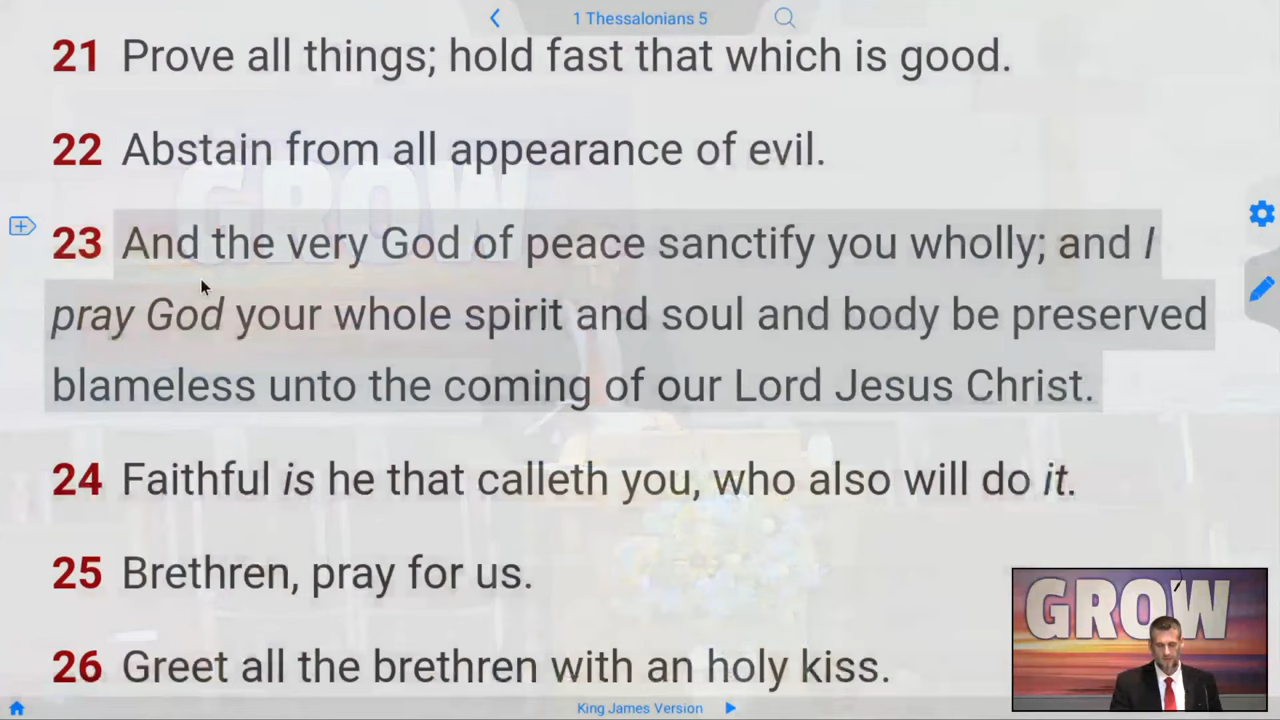 1 Thessalonians 5
21 Prove all things; hold fast that which is good.
22 Abstain from all appearance of evil.
23 And the very God of peace sanctify you wholly; and I
pray God your whole spirit and soul and body be preserved
blameless unto the coming of our Lord Jesus Christ.
24 Faithful is he that calleth you, who also will do it.
25 Brethren, pray for us.
26 Greet all the brethren with an holy kiss.
King James Version
GROW
GROW